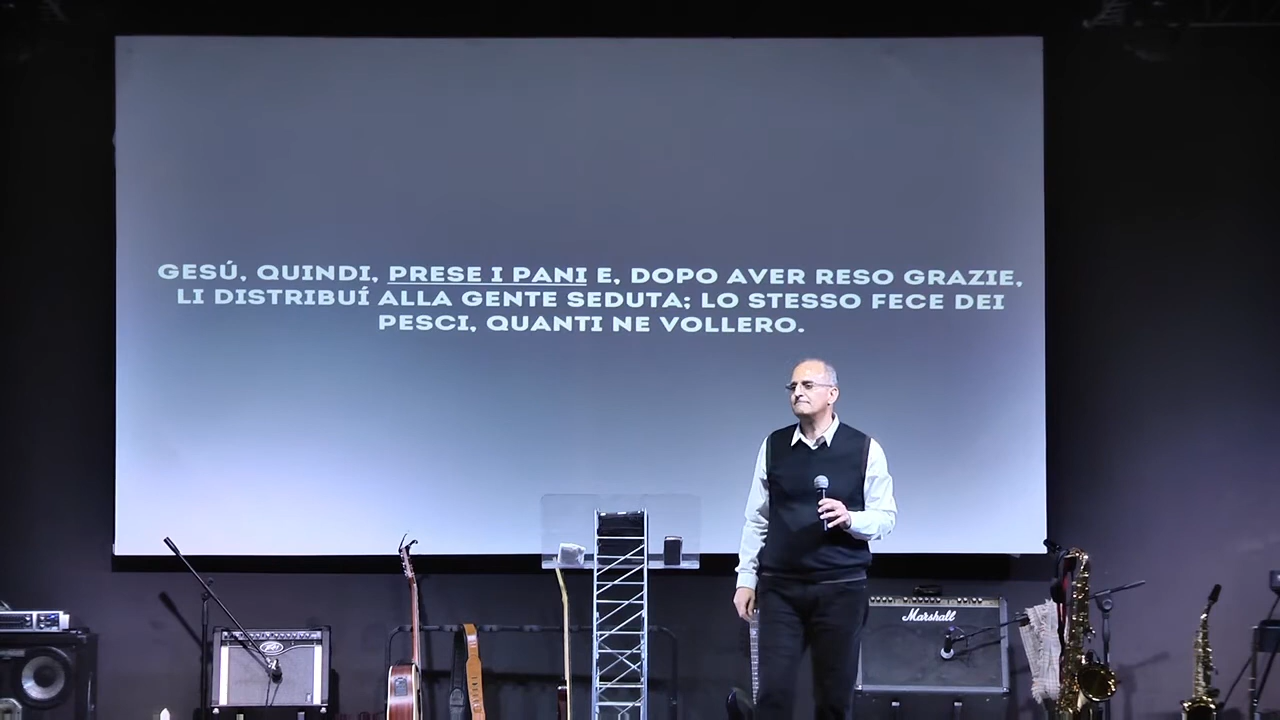 GESÚ, QUINDI, PRESE I PANI E, DOPO AVER RESO GRAZIE,
LI DISTRIBUÍ ALLA GENTE SEDUTA; LO STESSO FECE DEI
PESCI, QUANTI NE VOLLERO.
Marshall
PEAVEY